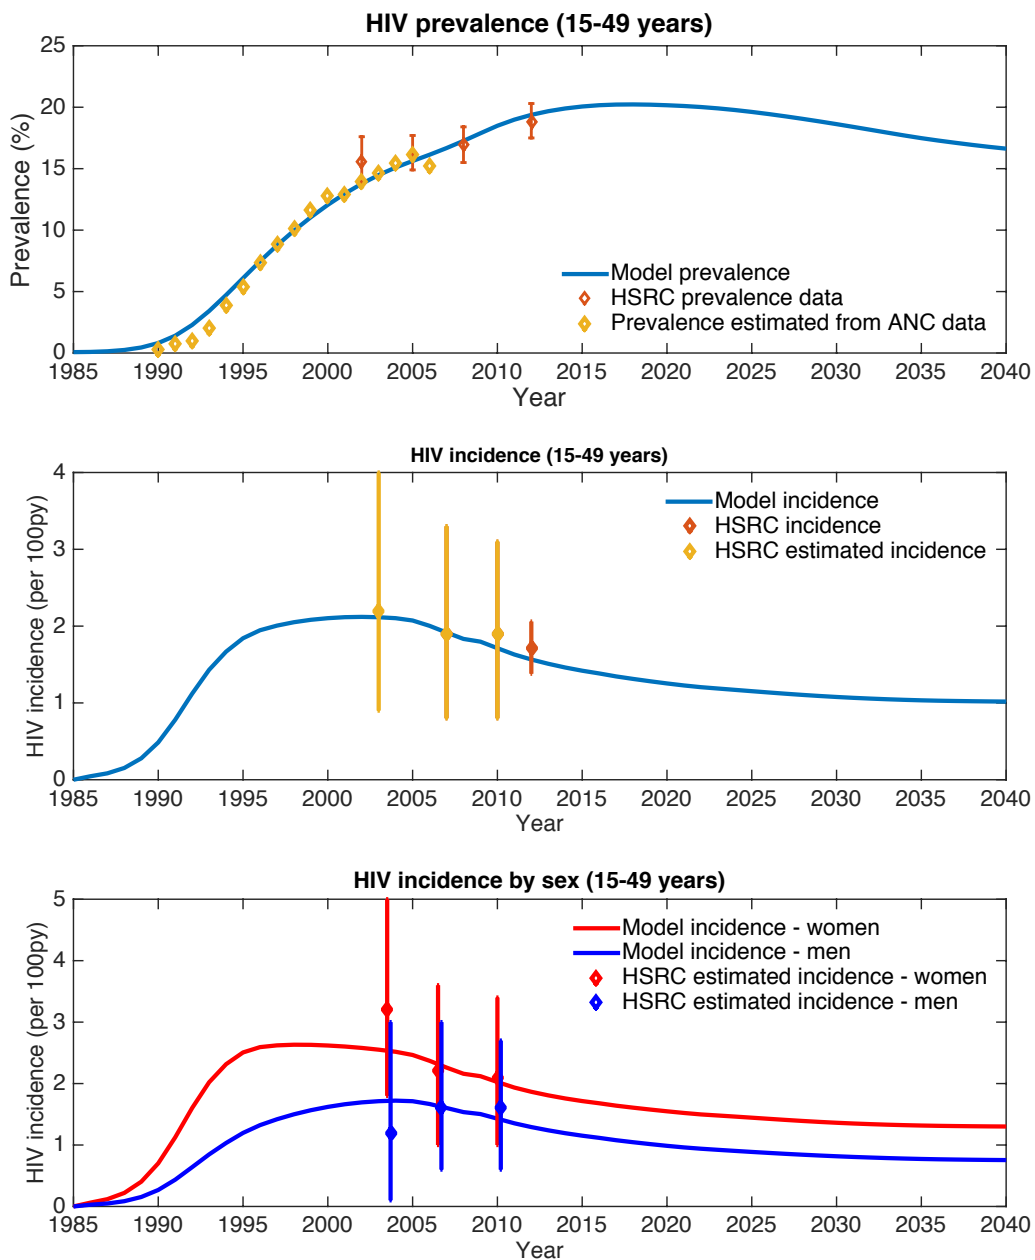 HIV prevalence (15-49 years)
25
20
15
10
5
0
Prevalence (%)
Model prevalence
HSRC prevalence data
Prevalence estimated from ANC data
1985 1990 1995 2000 2005 2010 2015 2020 2025 2030 2035 2040
Year
HIV incidence (15-49 years)
4
3
2
1
0
HIV incidence (per 100py)
Model incidence
HSRC incidence
HSRC estimated incidence
1985 1990 1995 2000 2005 2010 2015 2020 2025 2030 2035 2040
Year
HIV incidence by sex (15-49 years)
5
4
3
2
1
0
HIV incidence (per 100py)
Model incidence - women
Model incidence - men
HSRC estimated incidence - women
HSRC estimated incidence - men
1985 1990 1995 2000 2005 2010 2015 2020 2025 2030 2035 2040
Year